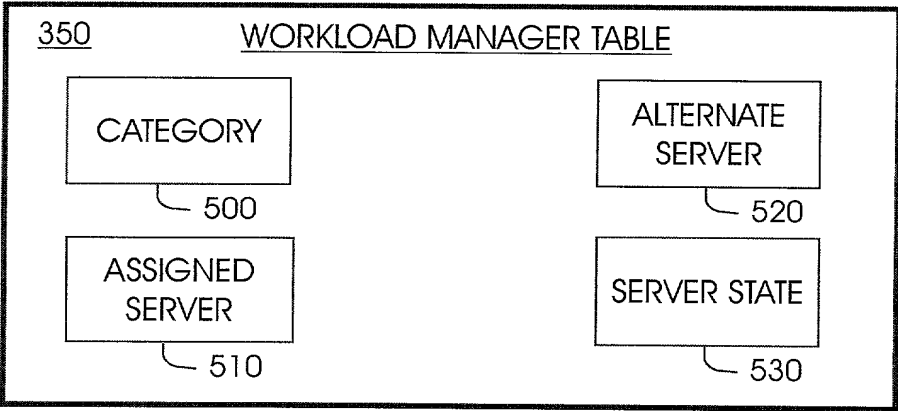 350 WORKLOAD MANAGER TABLE
CATEGORY
500
ALTERNATE
SERVER
520
ASSIGNED
SERVER
510
SERVER STATE
530